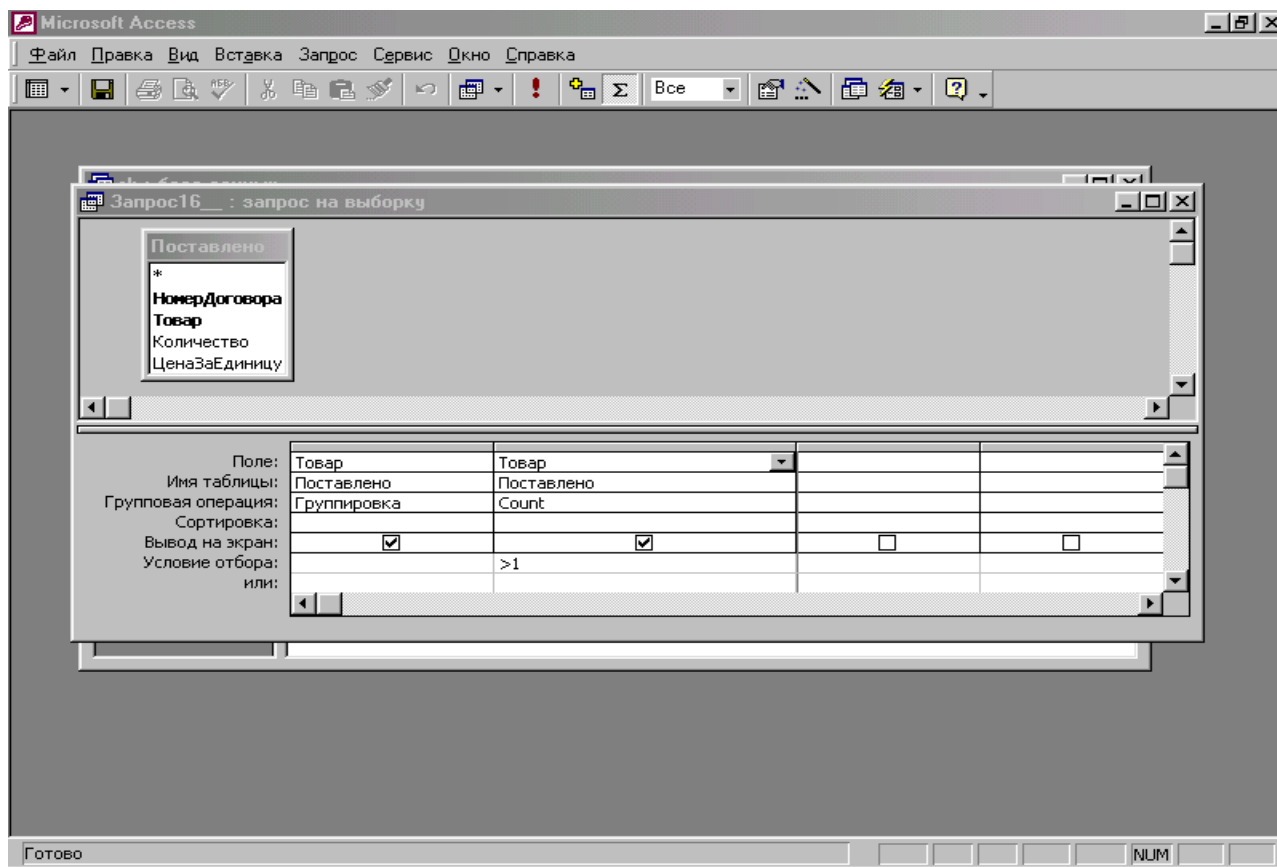 Microsoft Access
Файл Правка Вид Вставка Запрос Сервис Окно Справка
Все
Запрос16__ : запрос на выборку
Поставлено
*
НомерДоговора
Товар
Количество
ЦенаЗаЕдиницу
Поле: Товар Товар
Имя таблицы: Поставлено Поставлено
Групповая операция: Группировка Count
Сортировка:
Вывод на экран:
Условие отбора: >1
или:
Готово NUM